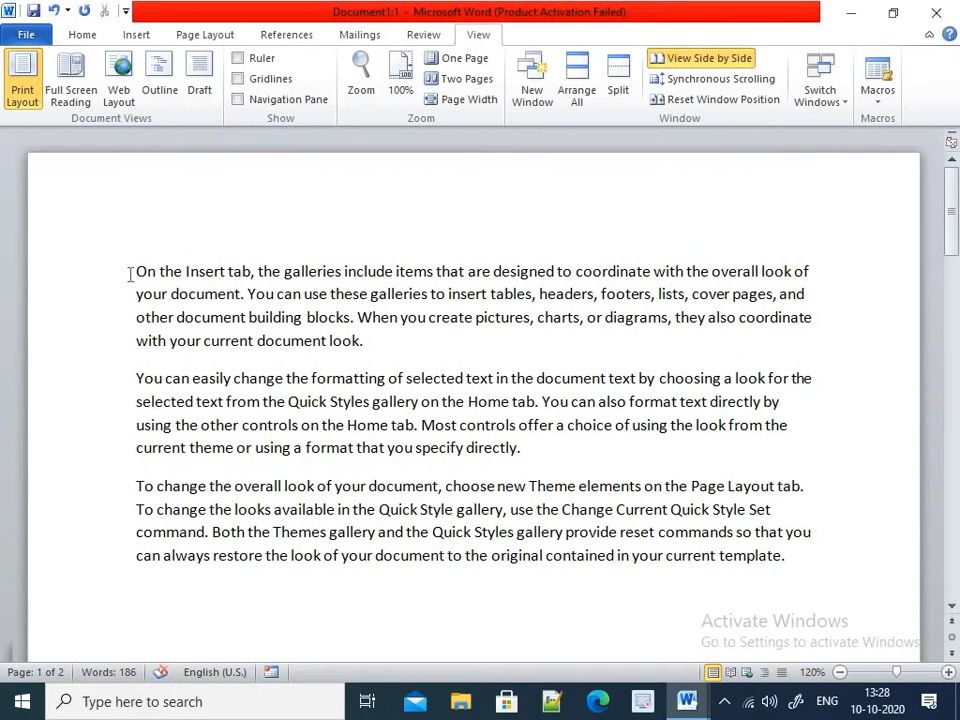 Document1:1 - Microsoft Word (Product Activation Failed)
File Home Insert Page Layout References Mailings Review View
Print Layout
Full Screen Reading
Web Layout
Outline
Draft
Document Views
Ruler
Gridlines
Navigation Pane
Show
Zoom
100
100%
One Page
Two Pages
Page Width
Zoom
New Window
Arrange All
Split
View Side by Side
Synchronous Scrolling
Reset Window Position
Switch Windows
Window
Macros
Macros
On the Insert tab, the galleries include items that are designed to coordinate with the overall look of
your document. You can use these galleries to insert tables, headers, footers, lists, cover pages, and
other document building blocks. When you create pictures, charts, or diagrams, they also coordinate
with your current document look.
You can easily change the formatting of selected text in the document text by choosing a look for the
selected text from the Quick Styles gallery on the Home tab. You can also format text directly by
using the other controls on the Home tab. Most controls offer a choice of using the look from the
current theme or using a format that you specify directly.
To change the overall look of your document, choose new Theme elements on the Page Layout tab.
To change the looks available in the Quick Style gallery, use the Change Current Quick Style Set
command. Both the Themes gallery and the Quick Styles gallery provide reset commands so that you
can always restore the look of your document to the original contained in your current template.
Activate Windows
Go to Settings to activate Windows
Page: 1 of 2 Words: 186 English (U.S.) 120%
Type here to search
ENG
13:28
10-10-2020